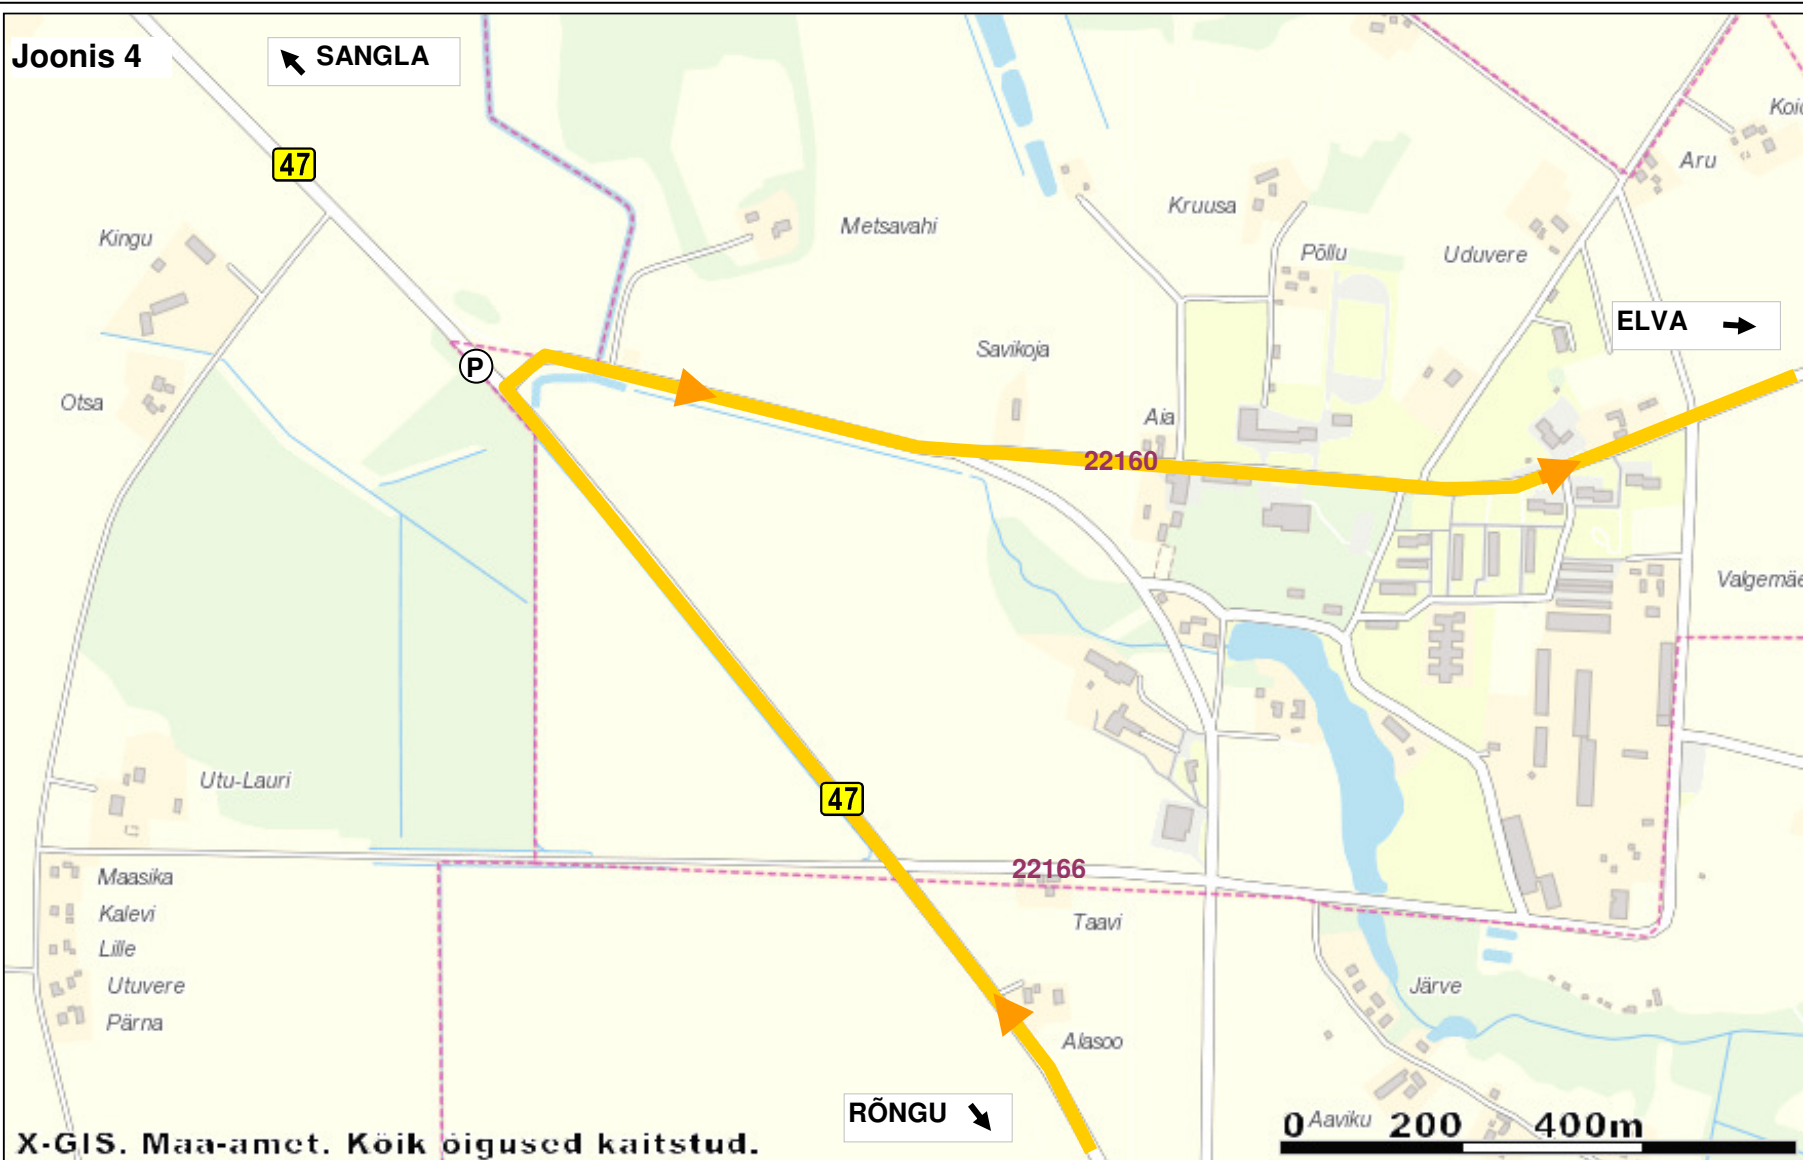 Joonis 4
SANGLA
47
Aru
Kruusa
Metsavahi
Kingu
Põllu
Uduvere
ELVA
Savikoja
P
Otsa
Aia
22160
Valgemäe
Utu-Lauri
47
22166
Maasika
Taavi
Kalevi
Lille
Utuvere
Järve
Pärna
Alasoo
RÕNGU
0 Aaviku 200 400m
X-GIS. Maa-amet. Kõik õigused kaitstud.